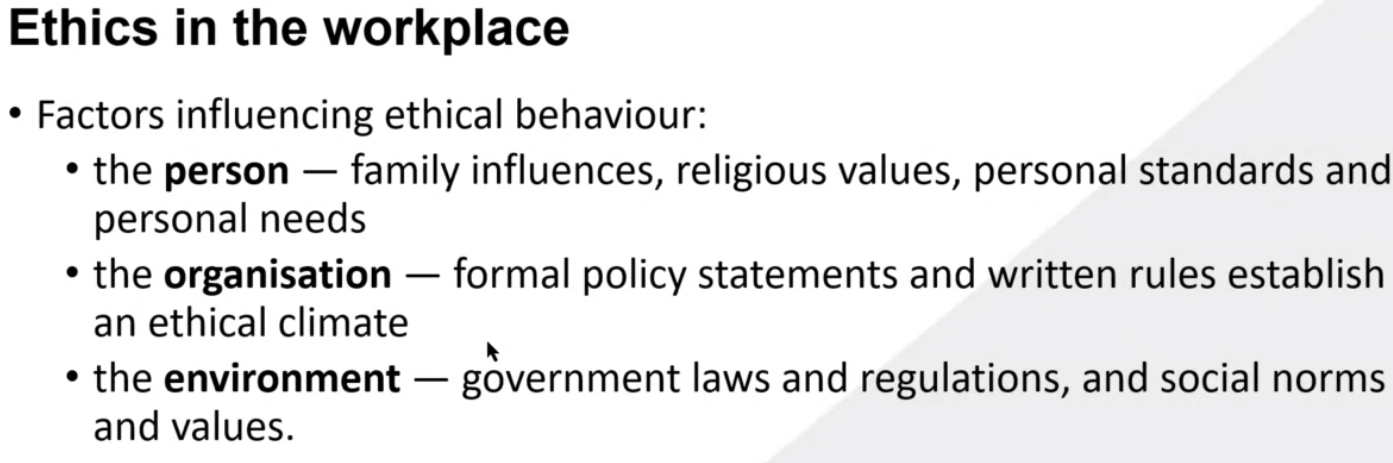 Ethics in the workplace
• Factors influencing ethical behaviour:
• the person — family influences, religious values, personal standards and
personal needs
• the organisation — formal policy statements and written rules establish
an ethical climate
• the environment — government laws and regulations, and social norms
and values.